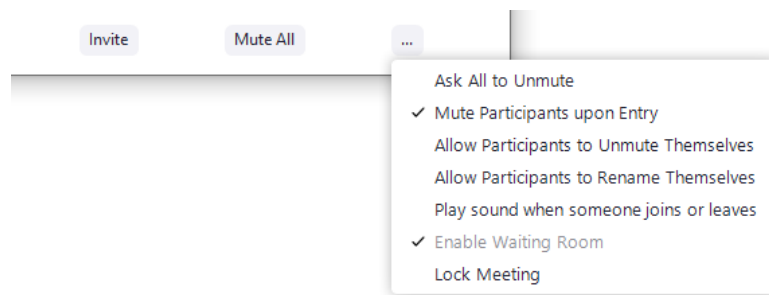 Invite Mute All ...
Ask All to Unmute
✓ Mute Participants upon Entry
Allow Participants to Unmute Themselves
Allow Participants to Rename Themselves
Play sound when someone joins or leaves
✓ Enable Waiting Room
Lock Meeting